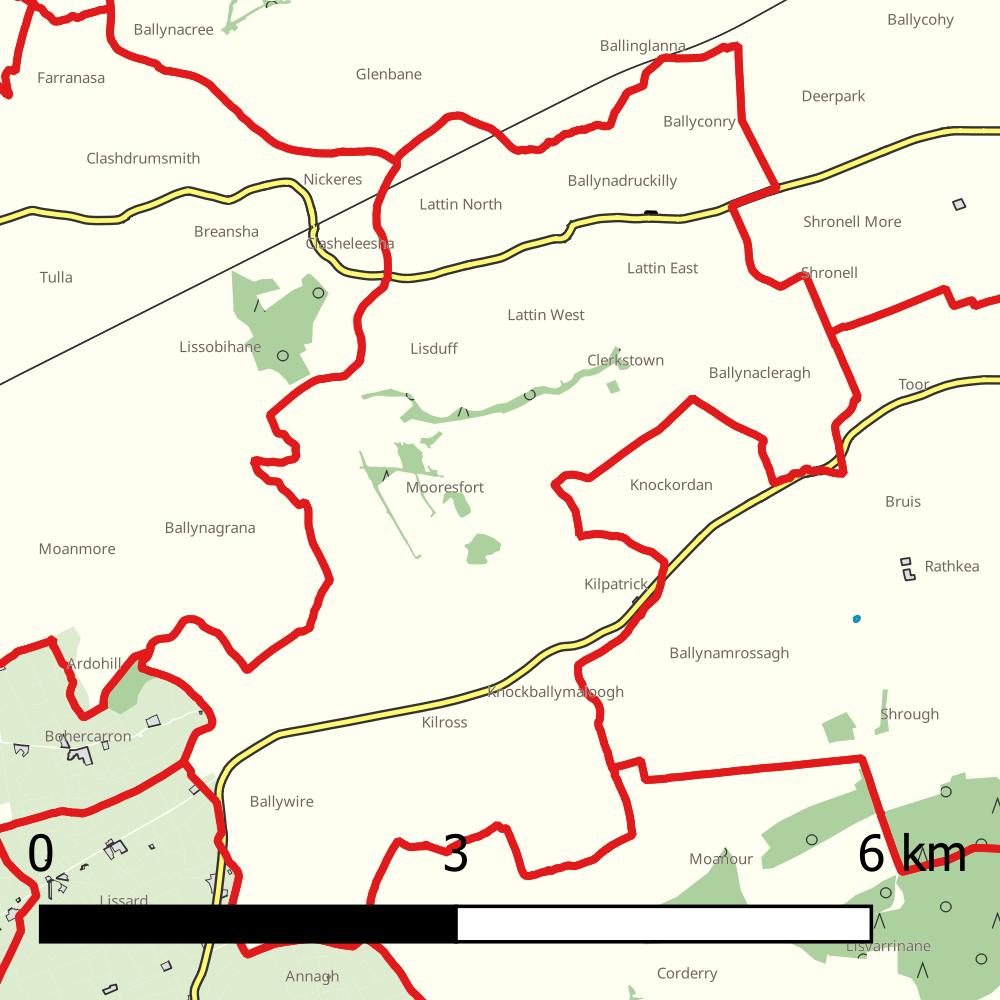 Ballycohy
Ballynacree
Ballinglanna
Glenbane
Farranasa
Deerpark
Ballyconry
Clashdrumsmith
Nickeres
Ballynadruckilly
Lattin North
Shronell More
Breansha
Clasheleesha
Lattin East
Shronell
Tulla
Lattin West
Lissobihane
Lisduff
Clerkstown
Ballynacleragh
Toor
Knockordan
Mooresfort
Bruis
Ballynagrana
Moanmore
Rathkea
Kilpatrick
Ballynamrossagh
Ardohill
Knockballymaloogh
Shrough
Kilross
Bohercarron
Ballywire
0 3 6 km
Moanour
Lissard
Lisvarrinane
Corderry
Annagh